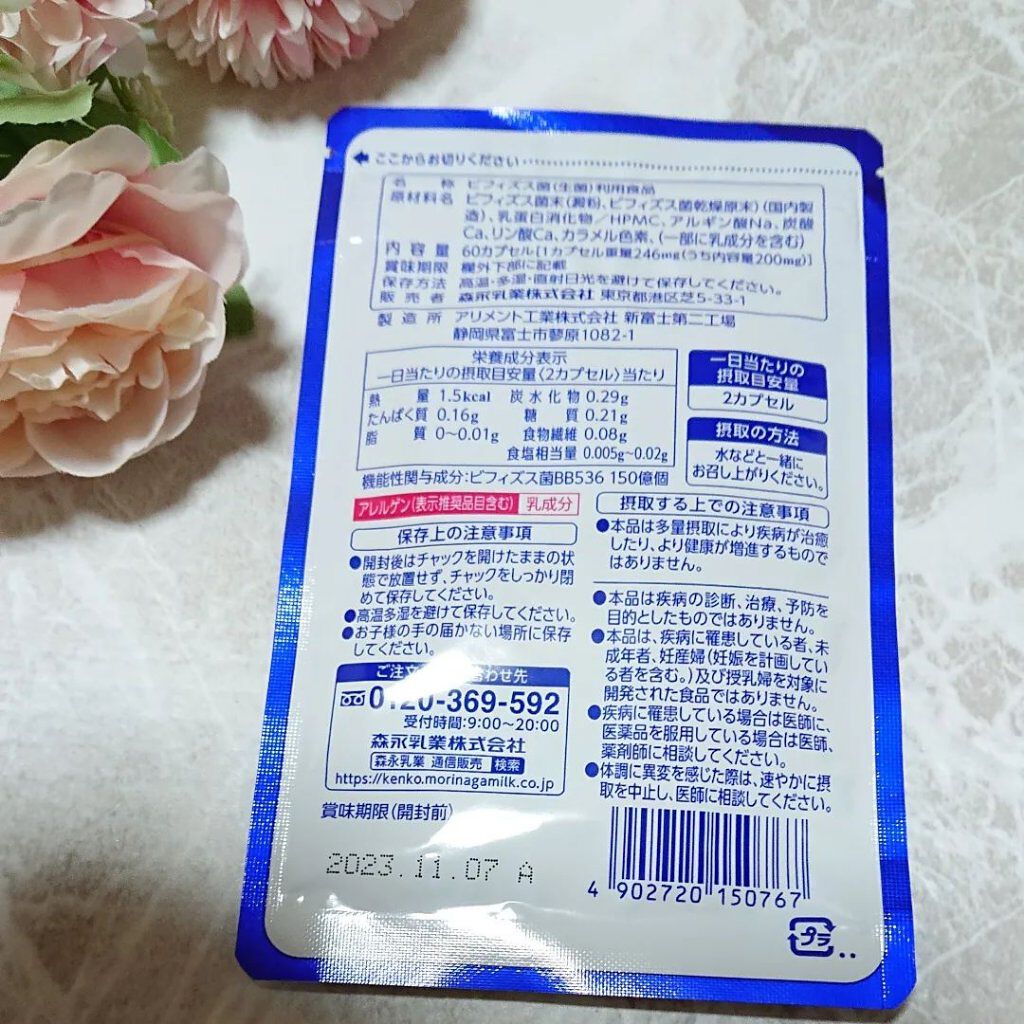 ここからお切りください
名称 ビフィズス菌(生菌)利用食品
原材料名 ビフィズス菌末(澱粉、ビフィズス菌乾燥原末)(国内製
造)、乳蛋白消化物/HPMC、アルギン酸Na、炭酸
Ca、リン酸Ca、カラメル色素、(一部に乳成分を含む)
内容量 60カプセル[1カプセル重量246mg(うち内容量200mg)]
賞味期限 欄外下部に記載
保存方法 高温・多湿・直射日光を避けて保存してください。
販売者 森永乳業株式会社 東京都港区芝5-33-1
製造所 アリメント工業株式会社 新富士第二工場
静岡県富士市蓼原1082-1
栄養成分表示
一日当たりの摂取目安量〈2カプセル〉当たり
熱量 1.5kcal 炭水化物 0.29g
たんぱく質 0.16g 糖質 0.21g
脂質 0～0.01g 食物繊維 0.08g
食塩相当量 0.005g～0.02g
機能性関与成分:ビフィズス菌BB536 150億個
一日当たりの
摂取目安量
2カプセル
摂取の方法
水などと一緒に
お召し上がりください。
アレルゲン(表示推奨品目含む) 乳成分
保存上の注意事項
●開封後はチャックを開けたままの状
態で放置せず、チャックをしっかり閉
めて保存してください。
●高温多湿を避けて保存してください。
●お子様の手の届かない場所に保存
してください。
摂取する上での注意事項
●本品は多量摂取により疾病が治癒
したり、より健康が増進するもので
はありません。
●本品は疾病の診断、治療、予防を
目的としたものではありません。
●本品は、疾病に罹患している者、未
成年者、妊産婦(妊娠を計画してい
る者を含む。)及び授乳婦を対象に
開発された食品ではありません。
●疾病に罹患している場合は医師に、
医薬品を服用している場合は医師、
薬剤師に相談してください。
●体調に異変を感じた際は、速やかに摂
取を中止し、医師に相談してください。
ご注文 わせ先
0120-369-592
受付時間:9:00～20:00
森永乳業株式会社
森永乳業 通信販売 検索
https://kenko.morinagamilk.co.jp
賞味期限(開封前)
2023.11.07 A
4 902720 150767
プラ